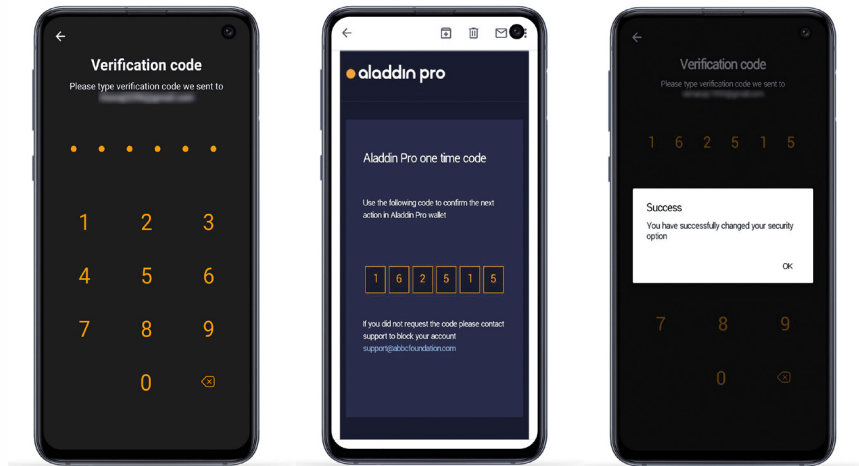 Verification code
Please type verification code we sent to
1 2 3
4 5 6
7 8 9
0
aladdin pro
Aladdin Pro one time code
Use the following code to confirm the next
action in Aladdin Pro wallet
1 6 2 5 1 5
If you did not request the code please contact
support to block your account
support@abbcfoundation.com
Verification code
Please type verification code we sent to
1 6 2 5 1 5
Success
You have successfully changed your security
option
OK
7 8 9
0